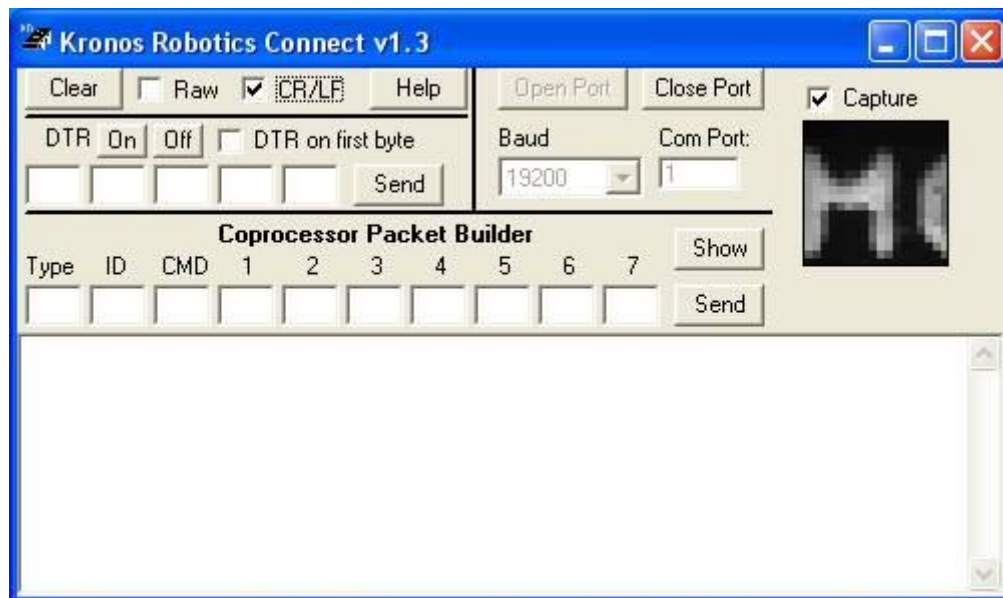 Kronos Robotics Connect v1.3
Clear Raw CR/LF Help Open Port Close Port Capture
DTR On Off DTR on first byte Baud Com Port:
Send 19200 1
H
Coprocessor Packet Builder Show
Type ID CMD 1 2 3 4 5 6 7
Send